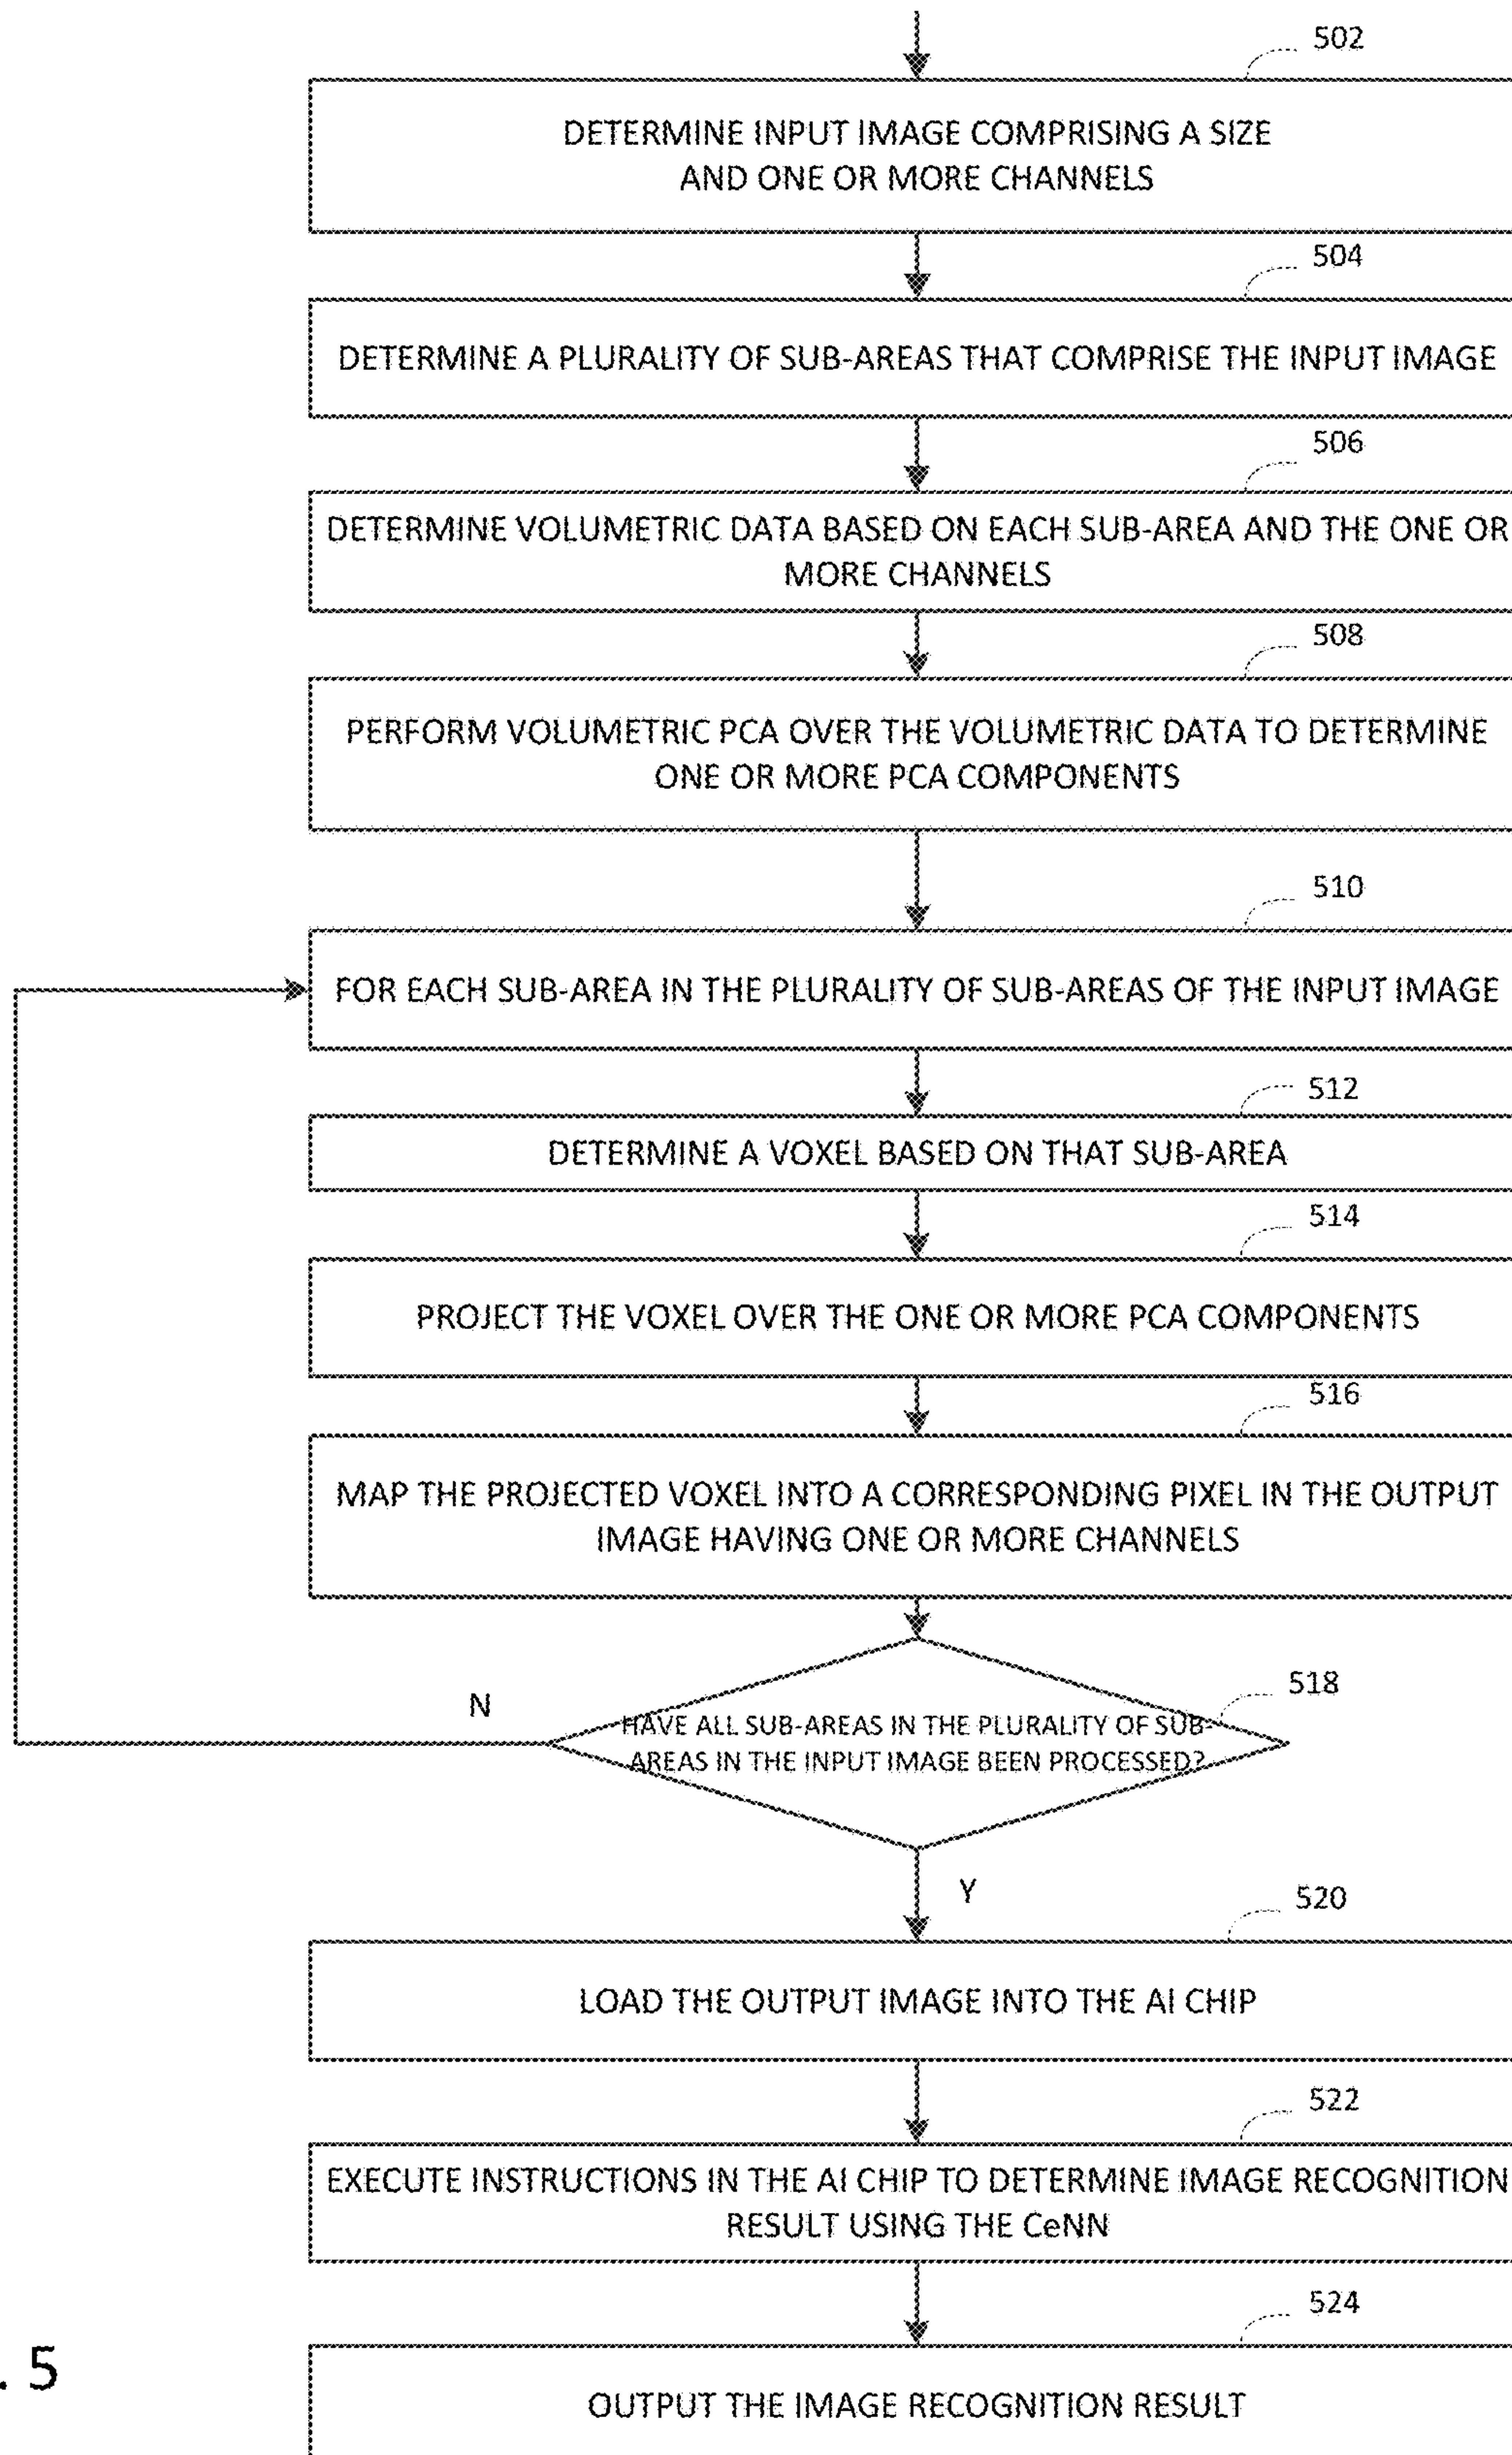 502
DETERMINE INPUT IMAGE COMPRISING A SIZE
AND ONE OR MORE CHANNELS
504
DETERMINE A PLURALITY OF SUB-AREAS THAT COMPRISE THE INPUT IMAGE
506
DETERMINE VOLUMETRIC DATA BASED ON EACH SUB-AREA AND THE ONE OR
MORE CHANNELS
508
PERFORM VOLUMETRIC PCA OVER THE VOLUMETRIC DATA TO DETERMINE
ONE OR MORE PCA COMPONENTS
510
FOR EACH SUB-AREA IN THE PLURALITY OF SUB-AREAS OF THE INPUT IMAGE
512
DETERMINE A VOXEL BASED ON THAT SUB-AREA
514
PROJECT THE VOXEL OVER THE ONE OR MORE PCA COMPONENTS
516
MAP THE PROJECTED VOXEL INTO A CORRESPONDING PIXEL IN THE OUTPUT
IMAGE HAVING ONE OR MORE CHANNELS
518
N
HAVE ALL SUB-AREAS IN THE PLURALITY OF SUB-
AREAS IN THE INPUT IMAGE BEEN PROCESSED?
Y
520
LOAD THE OUTPUT IMAGE INTO THE AI CHIP
522
EXECUTE INSTRUCTIONS IN THE AI CHIP TO DETERMINE IMAGE RECOGNITION
RESULT USING THE CeNN
524
. 5
OUTPUT THE IMAGE RECOGNITION RESULT